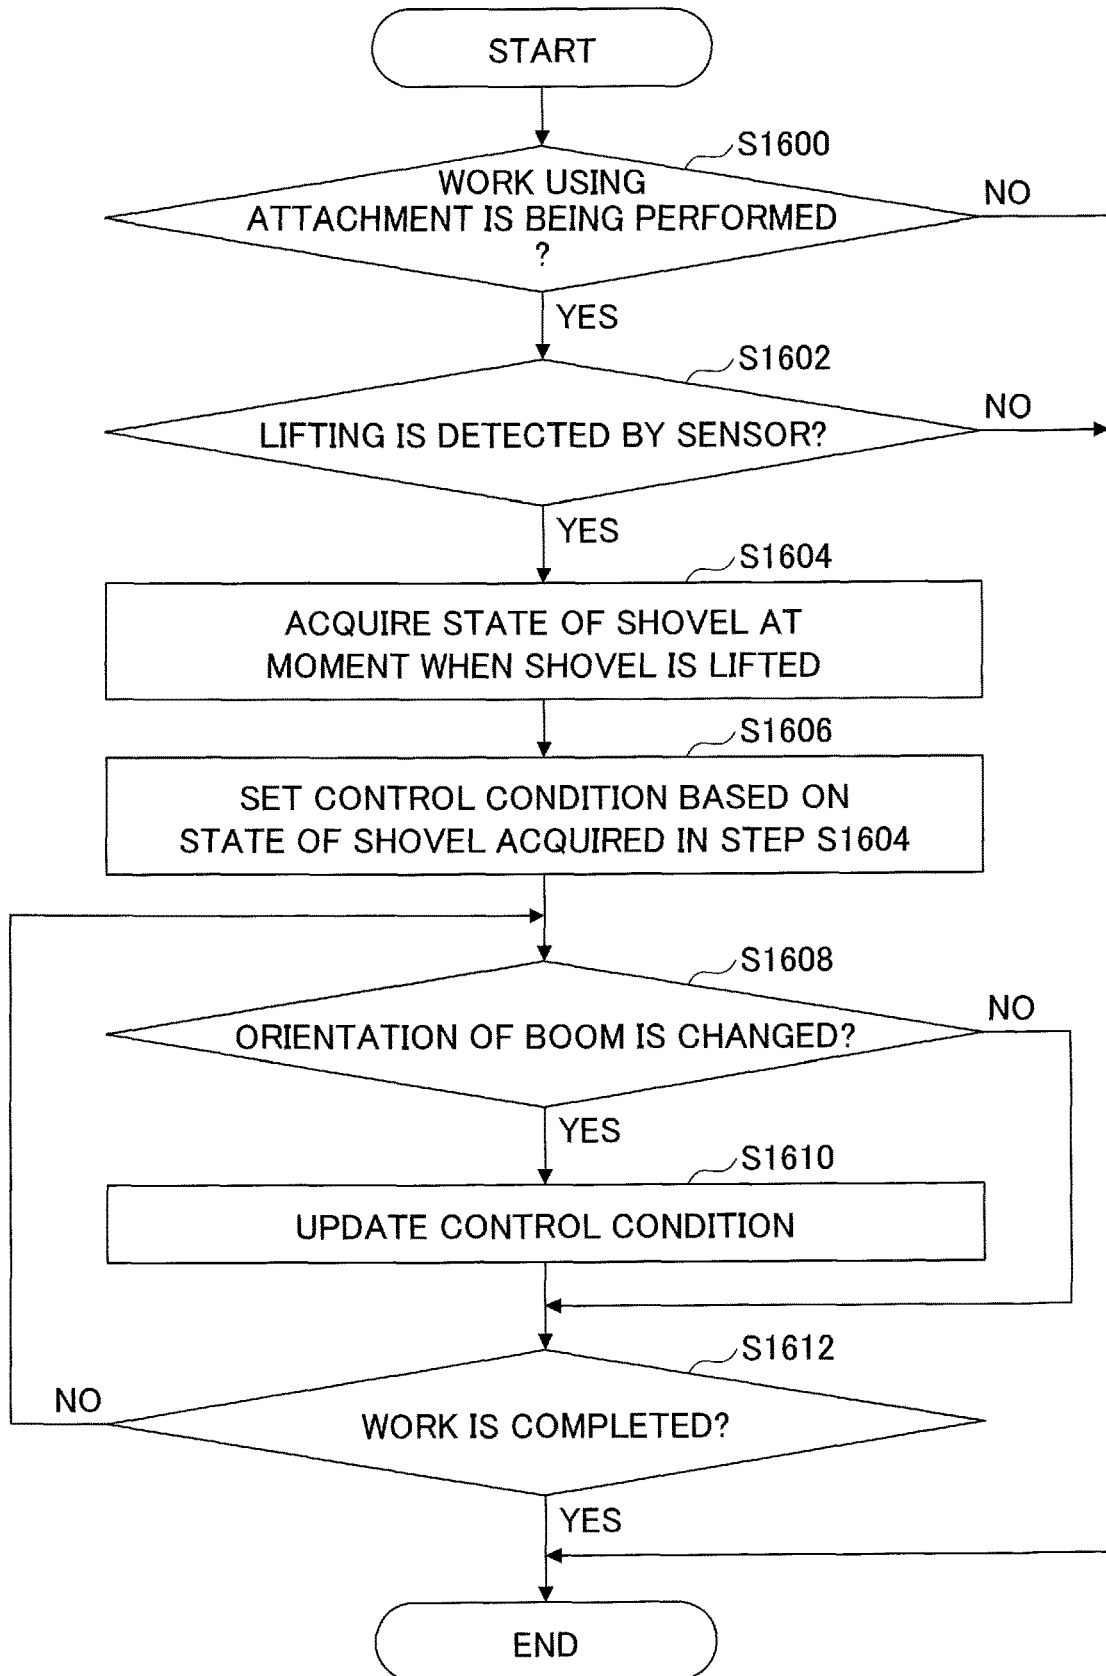 START
S1600
WORK USING
ATTACHMENT IS BEING PERFORMED
?
NO
YES
S1602
LIFTING IS DETECTED BY SENSOR?
NO
YES
S1604
ACQUIRE STATE OF SHOVEL AT
MOMENT WHEN SHOVEL IS LIFTED
S1606
SET CONTROL CONDITION BASED ON
STATE OF SHOVEL ACQUIRED IN STEP S1604
S1608
ORIENTATION OF BOOM IS CHANGED?
NO
YES
S1610
UPDATE CONTROL CONDITION
S1612
NO
WORK IS COMPLETED?
YES
END